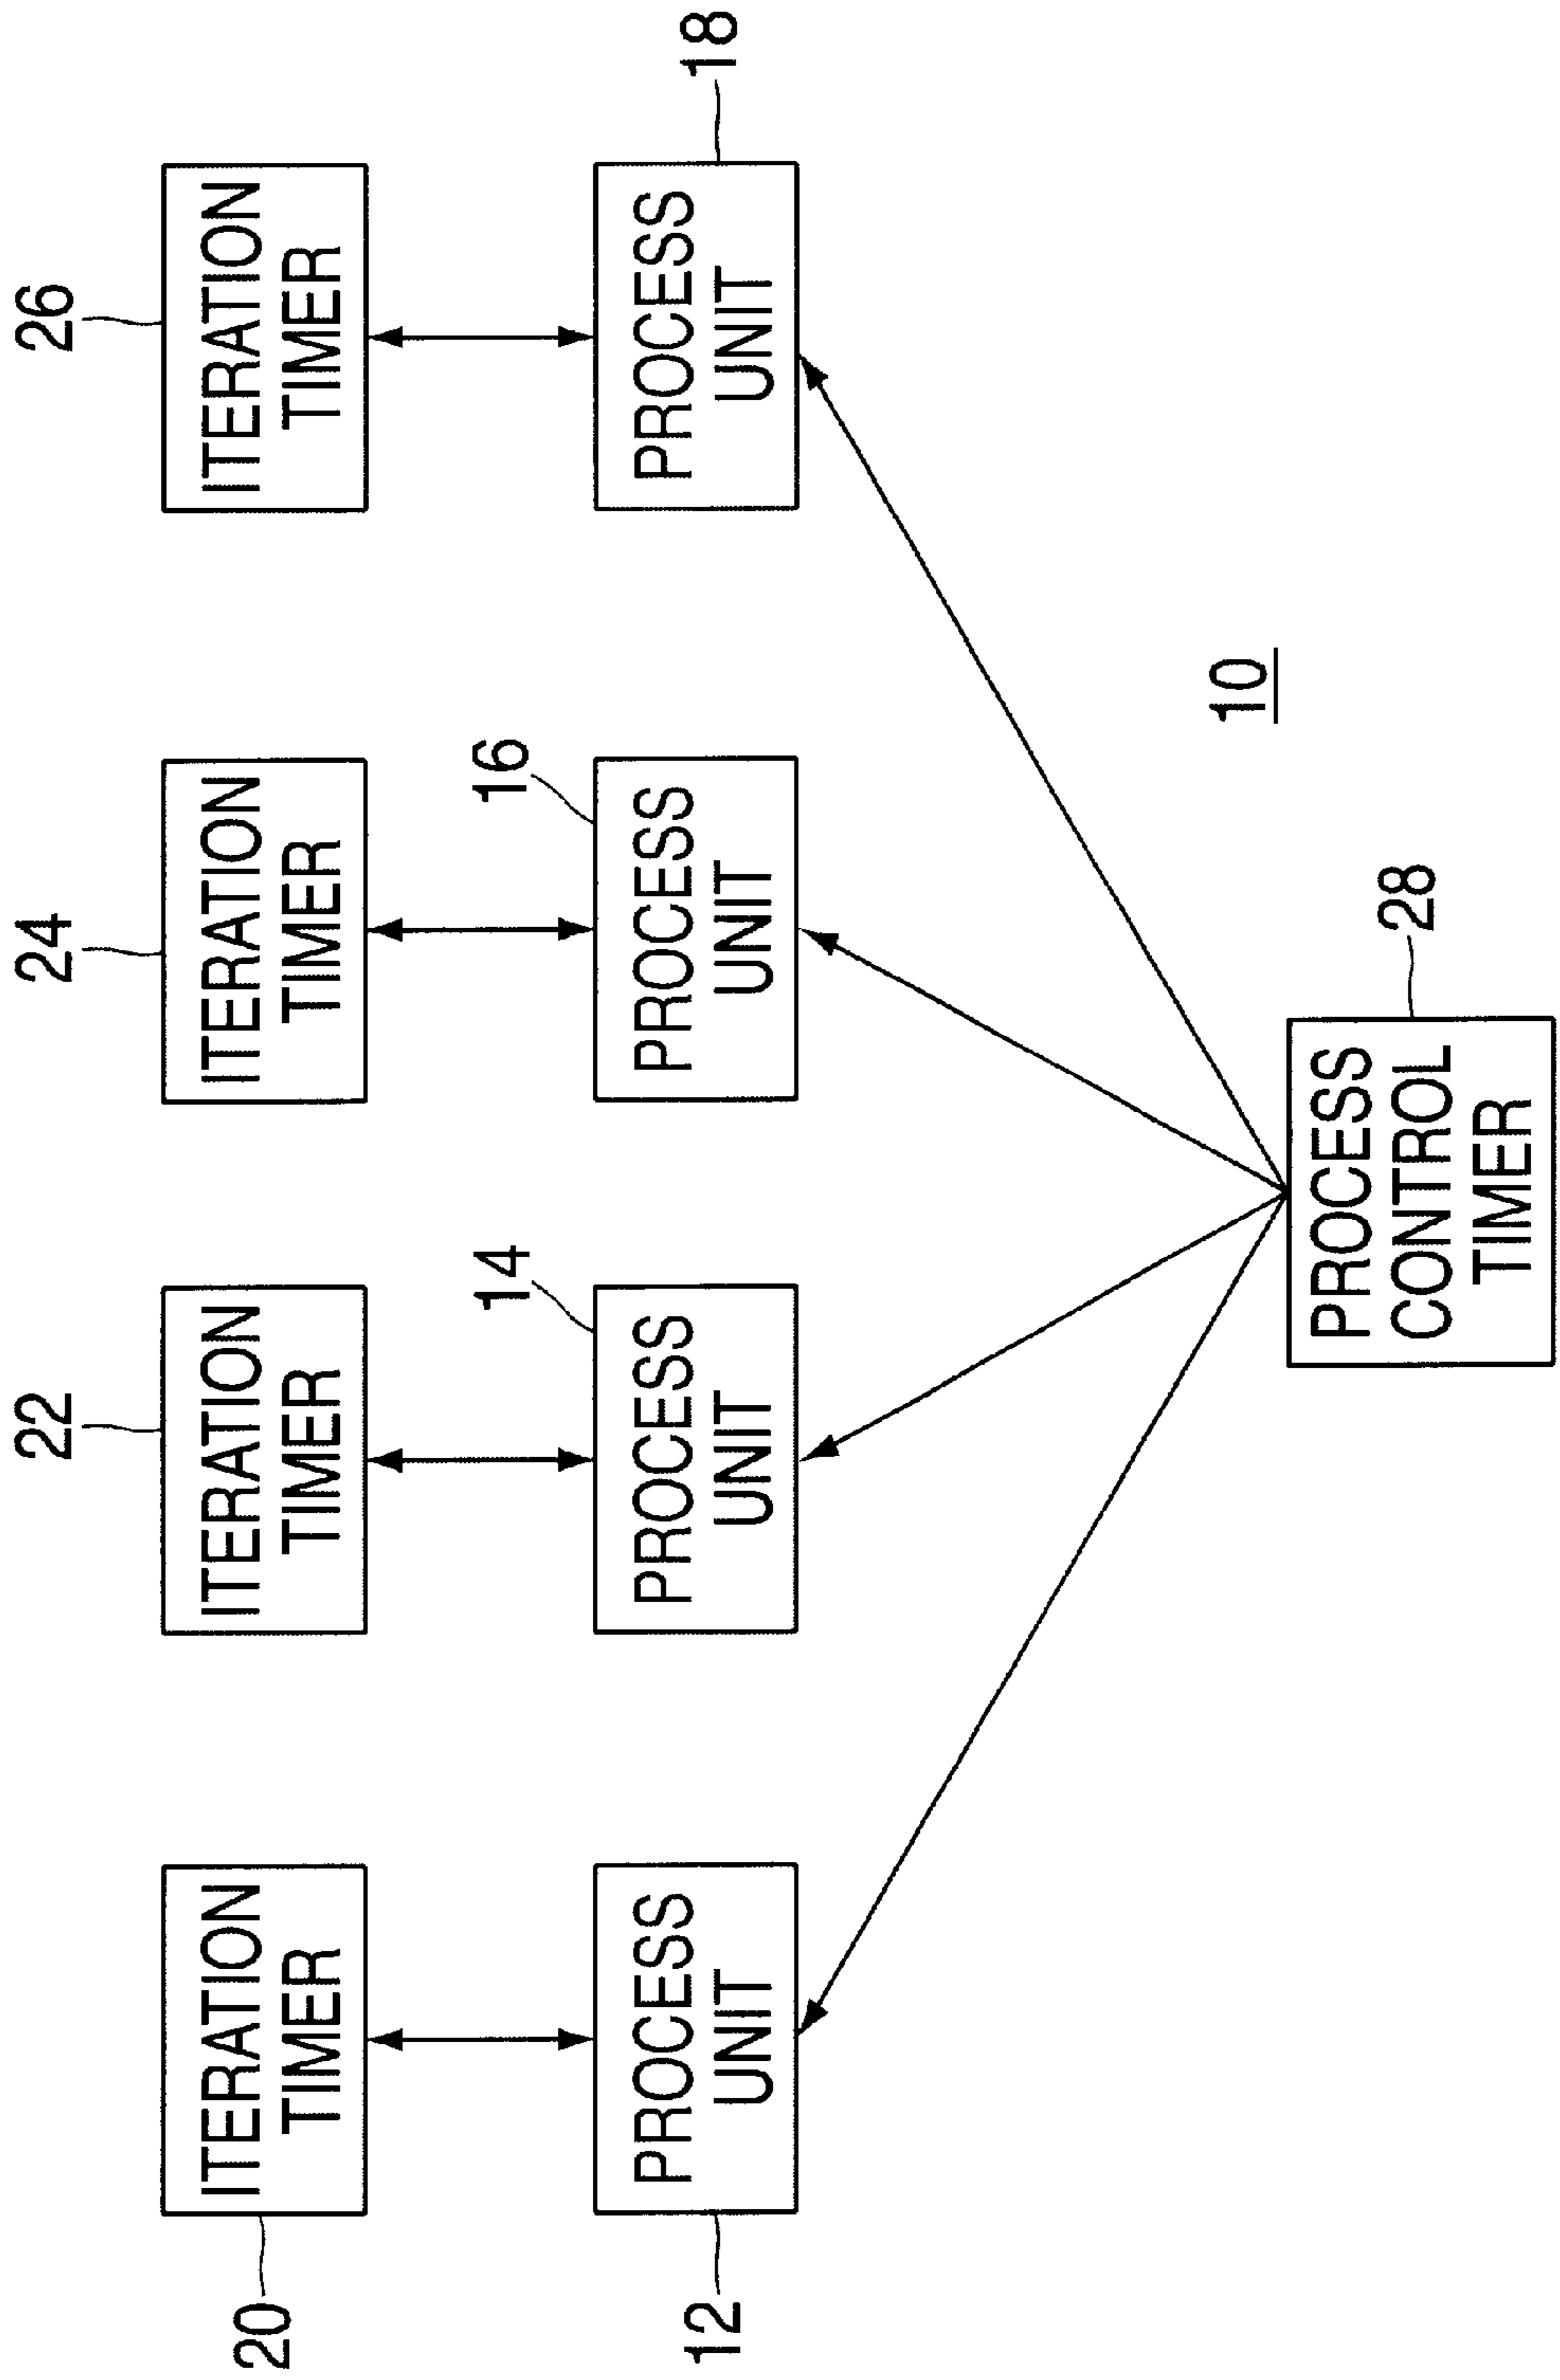 20
ITERATION
TIMER
22
ITERATION
TIMER
24
ITERATION
TIMER
26
ITERATION
TIMER
12
PROCESS
UNIT
14
PROCESS
UNIT
16
PROCESS
UNIT
18
PROCESS
UNIT
10
28
PROCESS
CONTROL
TIMER